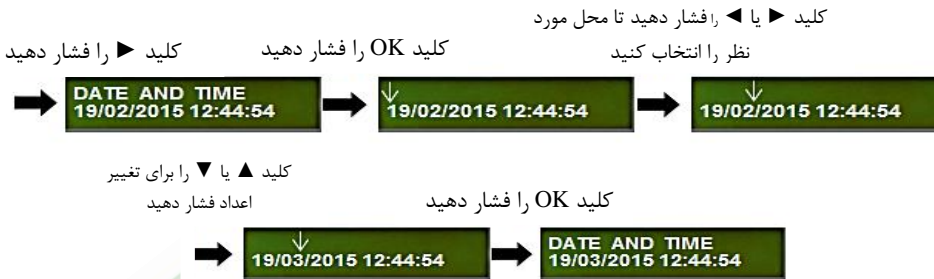 کلید ► یا ◄ را فشار دهید تا محل مورد
نظر را انتخاب کنید
کلید OK را فشار دهید
کلید ► را فشار دهید
DATE AND TIME
19/02/2015 12:44:54
19/02/2015 12:44:54
19/02/2015 12:44:54
کلید ▲ یا ▼ را برای تغییر
اعداد فشار دهید
کلید OK را فشار دهید
19/03/2015 12:44:54
DATE AND TIME
19/03/2015 12:44:54